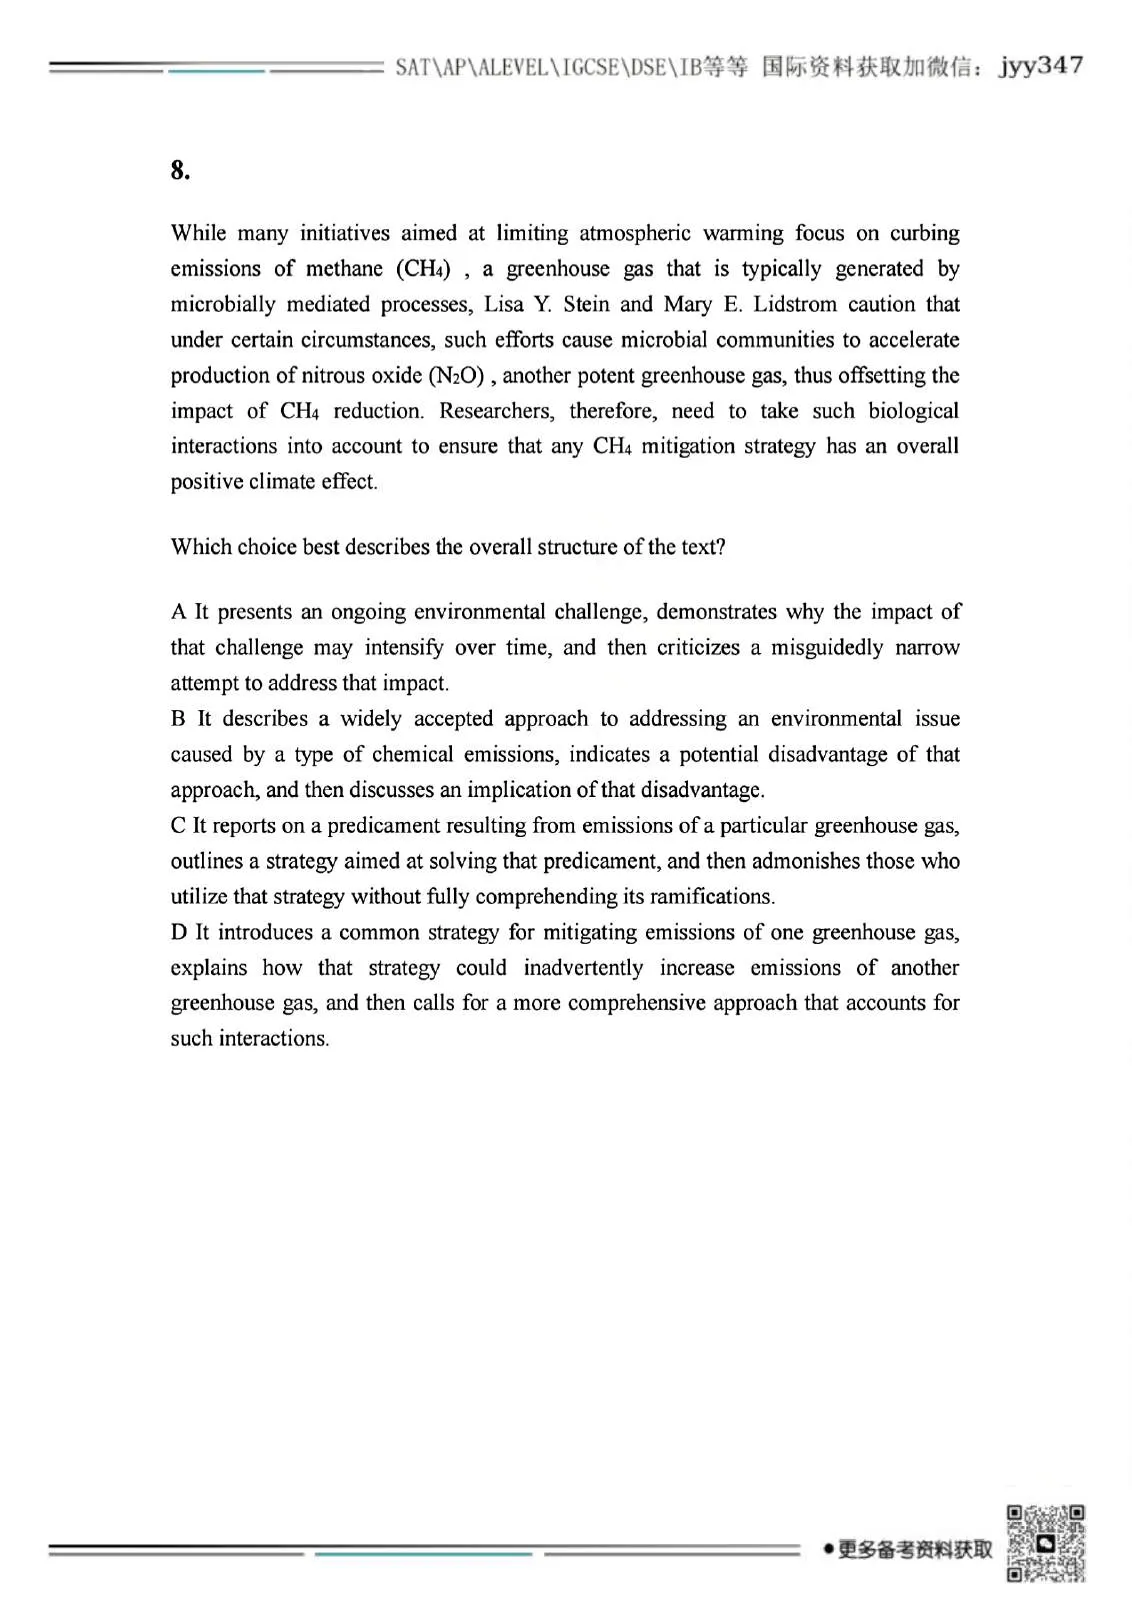 SAT\AP\ALEVEL\IGCSE\DSE\IB等等 国际资料获取加微信：jyy347
8.
While many initiatives aimed at limiting atmospheric warming focus on curbing
emissions of methane (CH₄) , a greenhouse gas that is typically generated by
microbially mediated processes, Lisa Y. Stein and Mary E. Lidstrom caution that
under certain circumstances, such efforts cause microbial communities to accelerate
production of nitrous oxide (N₂O) , another potent greenhouse gas, thus offsetting the
impact of CH₄ reduction. Researchers, therefore, need to take such biological
interactions into account to ensure that any CH₄ mitigation strategy has an overall
positive climate effect.
Which choice best describes the overall structure of the text?
A It presents an ongoing environmental challenge, demonstrates why the impact of
that challenge may intensify over time, and then criticizes a misguidedly narrow
attempt to address that impact.
B It describes a widely accepted approach to addressing an environmental issue
caused by a type of chemical emissions, indicates a potential disadvantage of that
approach, and then discusses an implication of that disadvantage.
C It reports on a predicament resulting from emissions of a particular greenhouse gas,
outlines a strategy aimed at solving that predicament, and then admonishes those who
utilize that strategy without fully comprehending its ramifications.
D It introduces a common strategy for mitigating emissions of one greenhouse gas,
explains how that strategy could inadvertently increase emissions of another
greenhouse gas, and then calls for a more comprehensive approach that accounts for
such interactions.
●更多备考资料获取